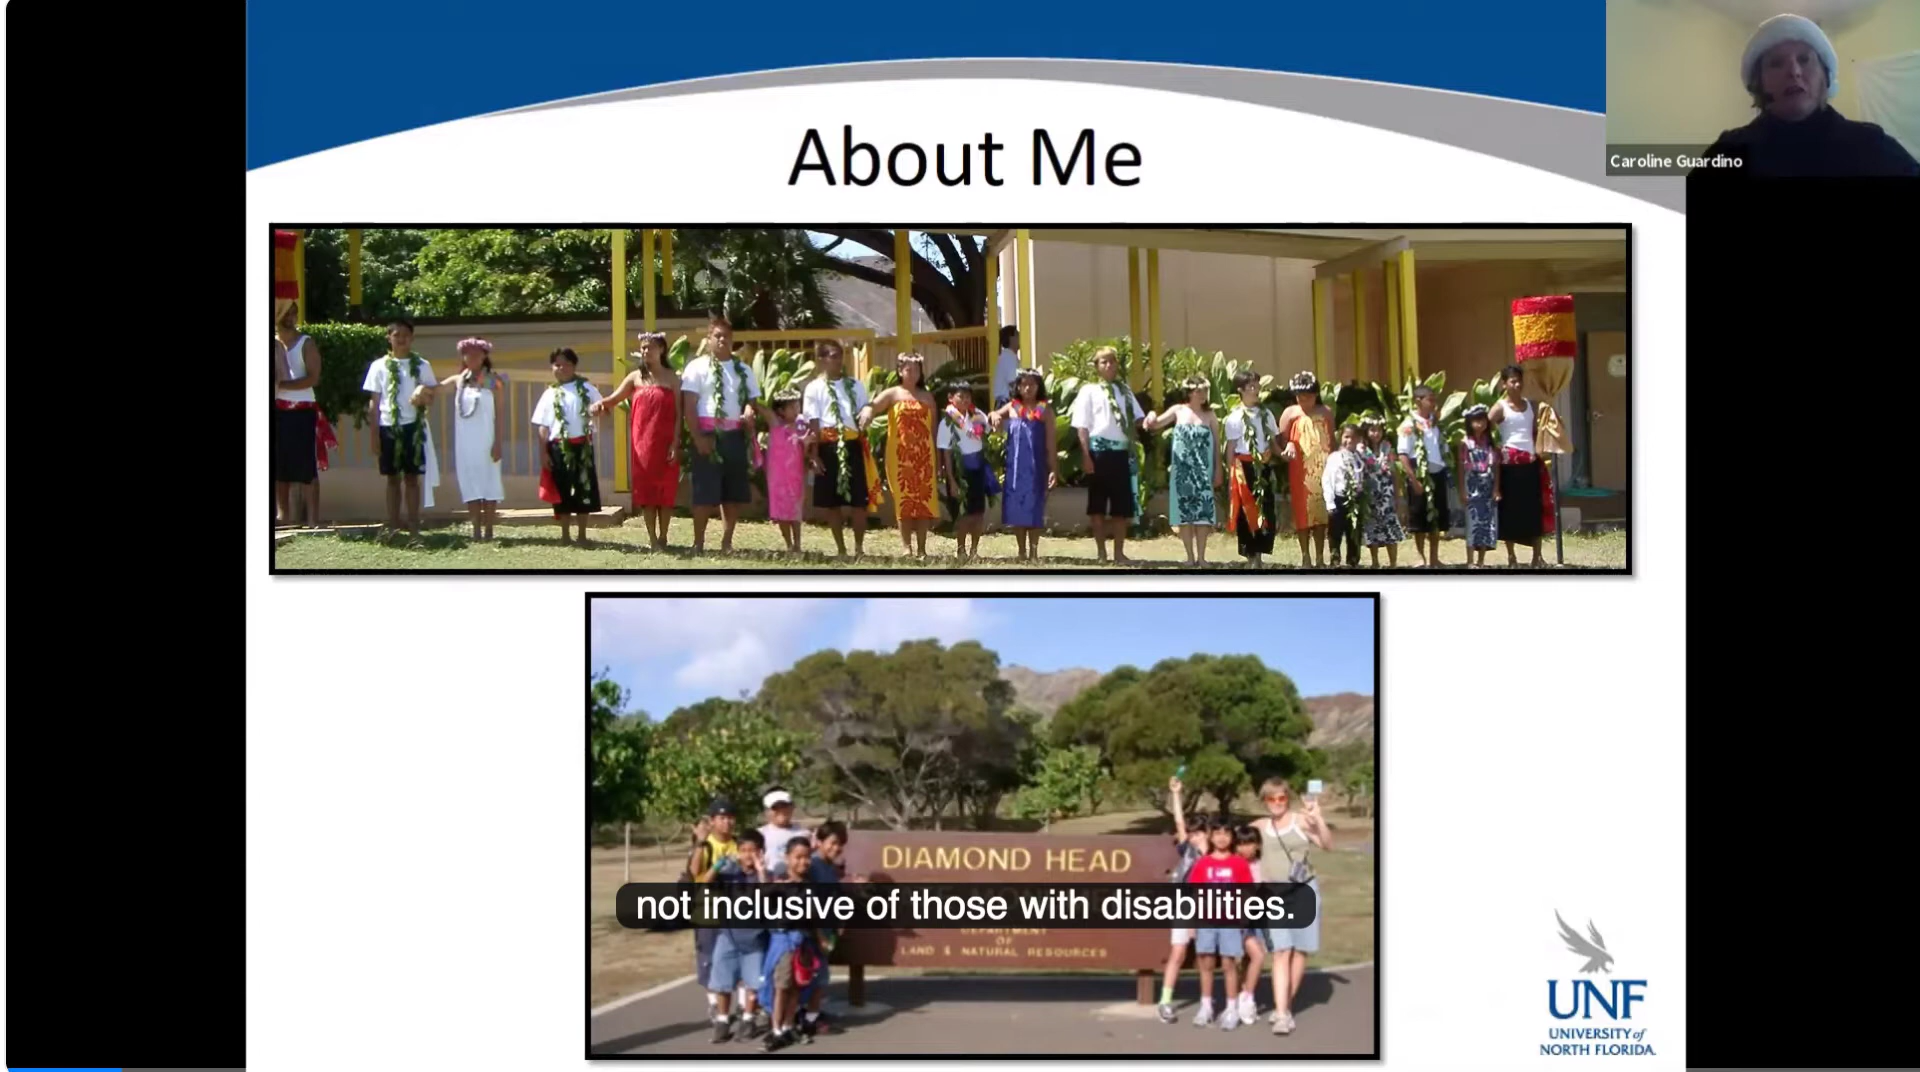 About Me
Caroline Guardino
DIAMOND HEAD
not inclusive of those with disabilities.
DEPARTMENT
OF
LAND & NATURAL RESOURCES
UNF
UNIVERSITY of
NORTH FLORIDA.